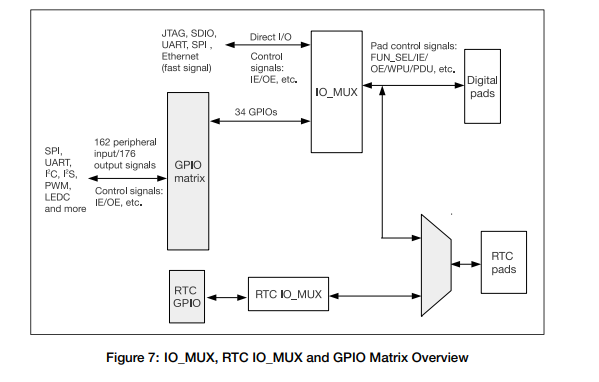 JTAG, SDIO,
UART, SPI ,
Ethernet
(fast signal)
Direct I/O
Control
signals:
IE/OE, etc.
IO_MUX
Pad control signals:
FUN_SEL/IE/
OE/WPU/PDU, etc.
Digital
pads
34 GPIOs
SPI,
UART,
I²C, I²S,
PWM,
LEDC
and more
162 peripheral
input/176
output signals
Control signals:
IE/OE, etc.
GPIO
matrix
RTC
pads
RTC
GPIO
RTC IO_MUX
Figure 7: IO_MUX, RTC IO_MUX and GPIO Matrix Overview